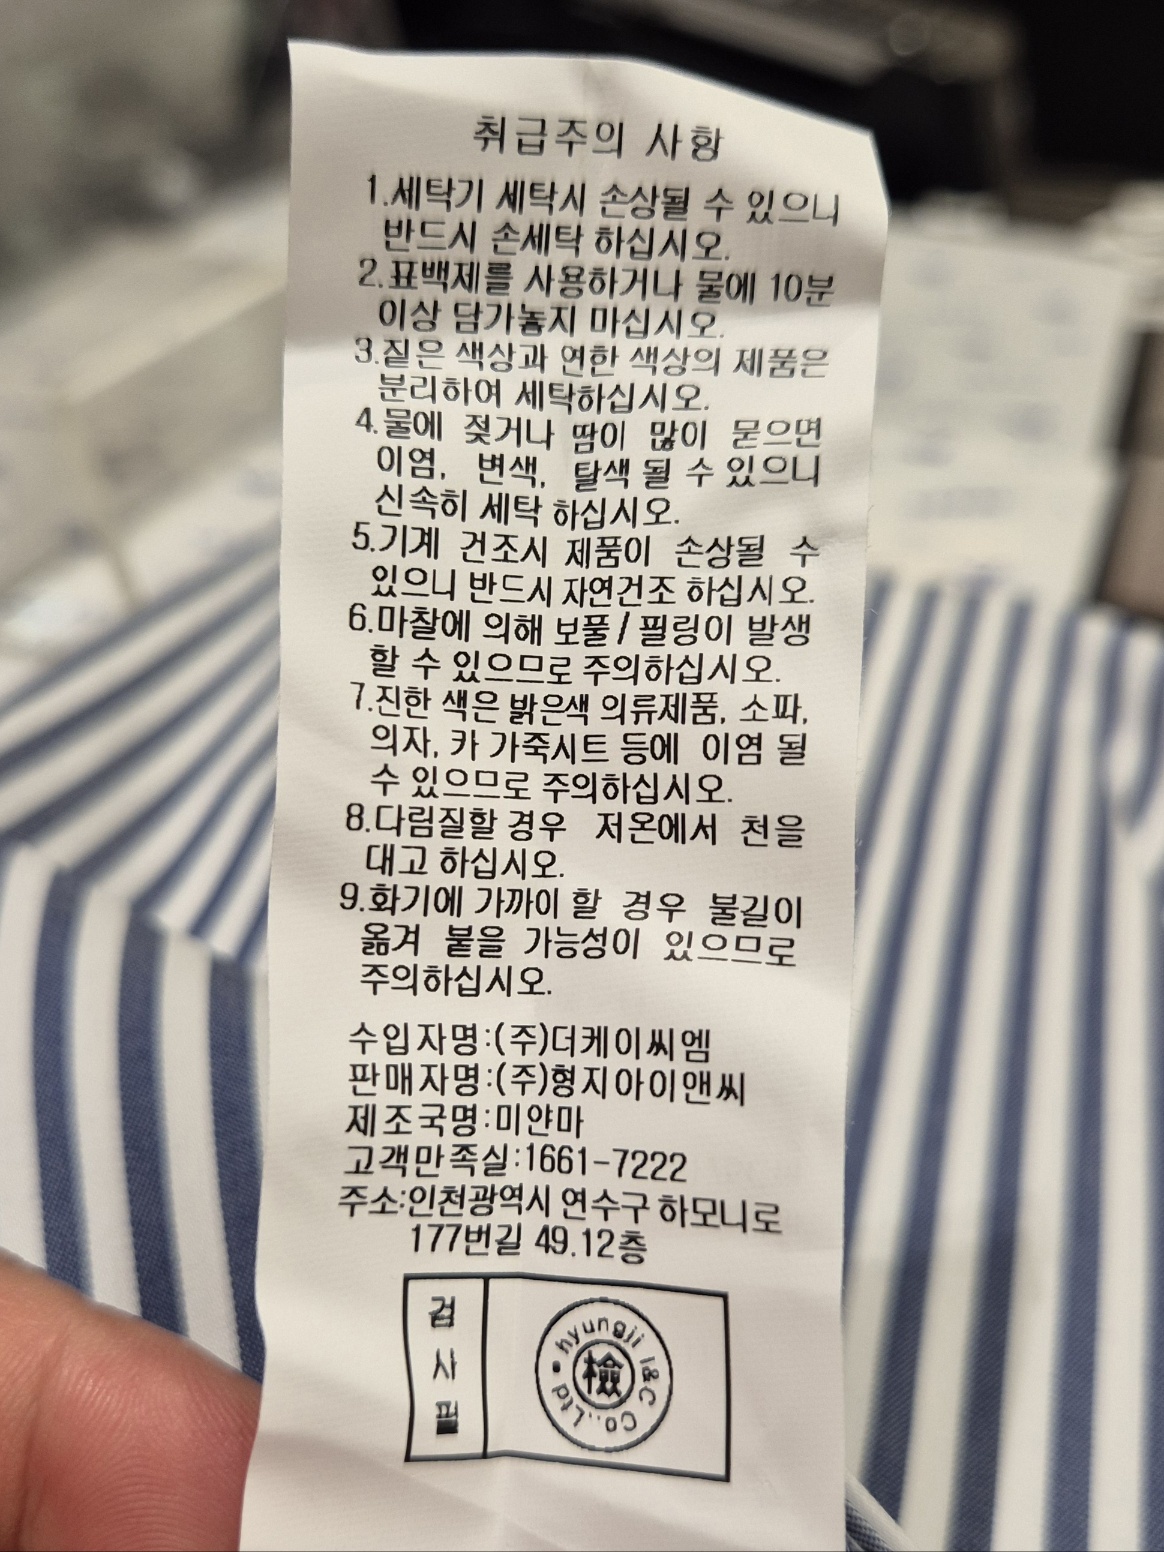 취급주의 사항
1.세탁기 세탁시 손상될 수 있으니
반드시 손세탁 하십시오.
2.표백제를 사용하거나 물에 10분
이상 담가놓지 마십시오.
3.짙은 색상과 연한 색상의 제품은
분리하여 세탁하십시오.
4.물에 젖거나 땀이 많이 묻으면
이염, 변색, 탈색 될 수 있으니
신속히 세탁 하십시오.
5.기계 건조시 제품이 손상될 수
있으니 반드시 자연건조 하십시오.
6.마찰에 의해 보풀/필링이 발생
할 수 있으므로 주의하십시오.
7.진한 색은 밝은색 의류제품, 소파,
의자, 카 가죽시트 등에 이염 될
수 있으므로 주의하십시오.
8.다림질할 경우 저온에서 천을
대고 하십시오.
9.화기에 가까이 할 경우 불길이
옮겨 붙을 가능성이 있으므로
주의하십시오.
수입자명:(주)더케이씨엠
판매자명:(주)형지아이앤씨
제조국명:미얀마
고객만족실:1661-7222
주소:인천광역시 연수구 하모니로
177번길 49.12층
검사필
hyungji I&C Co.,Ltd
檢